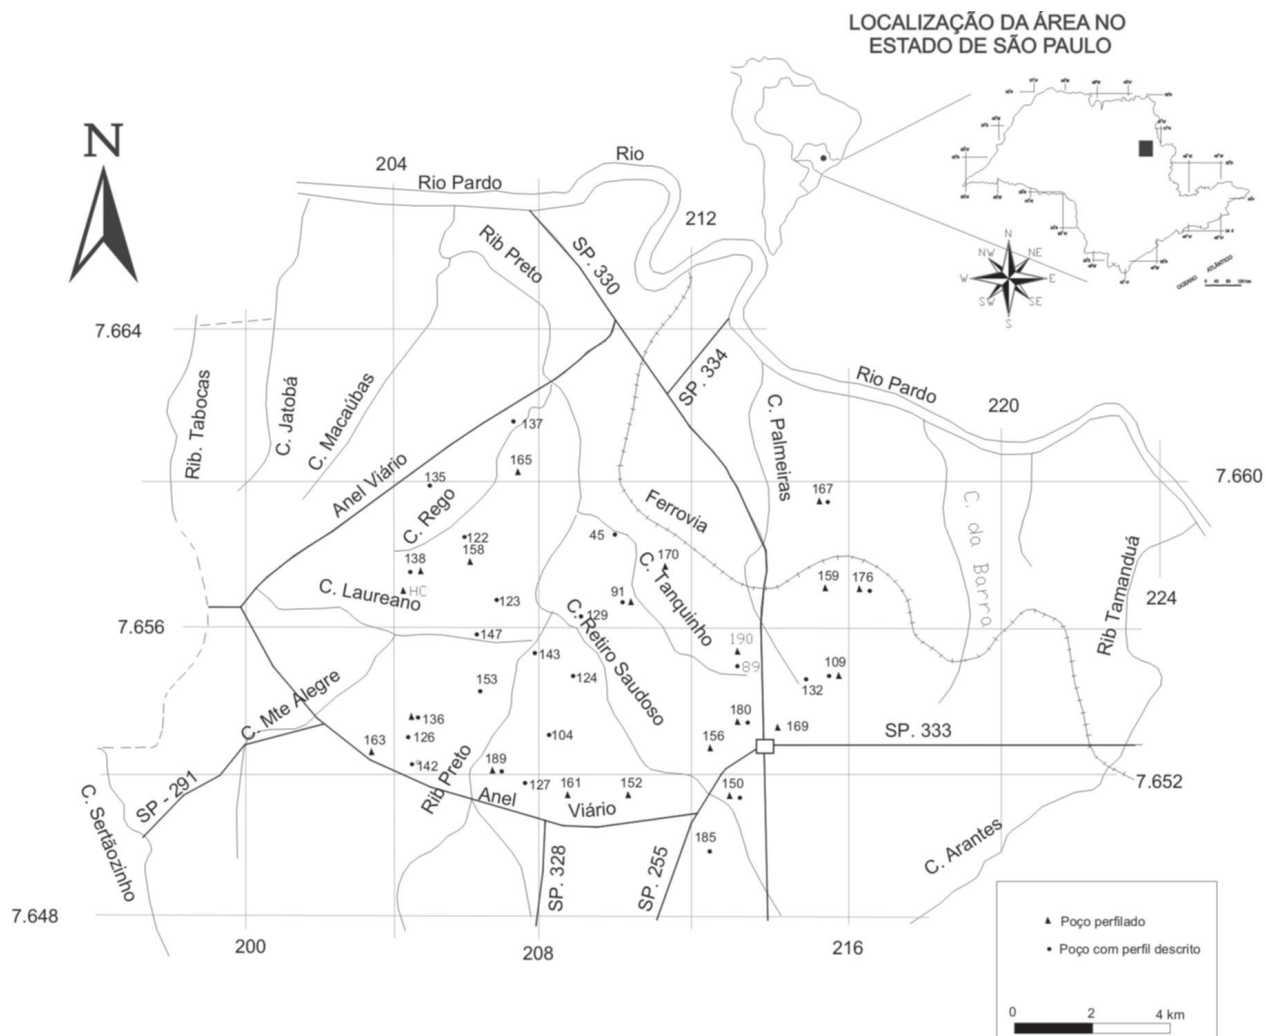 LOCALIZAÇÃO DA ÁREA NO
ESTADO DE SÃO PAULO
N
204
Rio Pardo
Rio
212
Rib Preto
SP. 330
N
NW
NE
W
E
SW
SE
S
OCEANO
ATLÂNTICO
7.664
SP. 334
Rio Pardo
220
Rib. Tabocas
C. Jatobá
C. Macaúbas
C. Palmeiras
137
Anel Viário
165
135
7.660
C. Rego
Ferrovia
167
C. da Barra
122
45
158
170
138
HC
C. Tanquinho
159
176
Rib Tamanduá
C. Laureano
123
91
224
129
7.656
147
C. Retiro Saudoso
190
143
89
109
124
132
153
C. Mte Alegre
136
180
169
163
126
104
156
SP. 333
142
189
Rib Preto
127
161
152
150
7.652
SP - 291
Anel
Viário
C. Sertãozinho
185
C. Arantes
SP. 328
SP. 255
7.648
200
208
216
Poço perfilado
Poço com perfil descrito
0
2
4 km